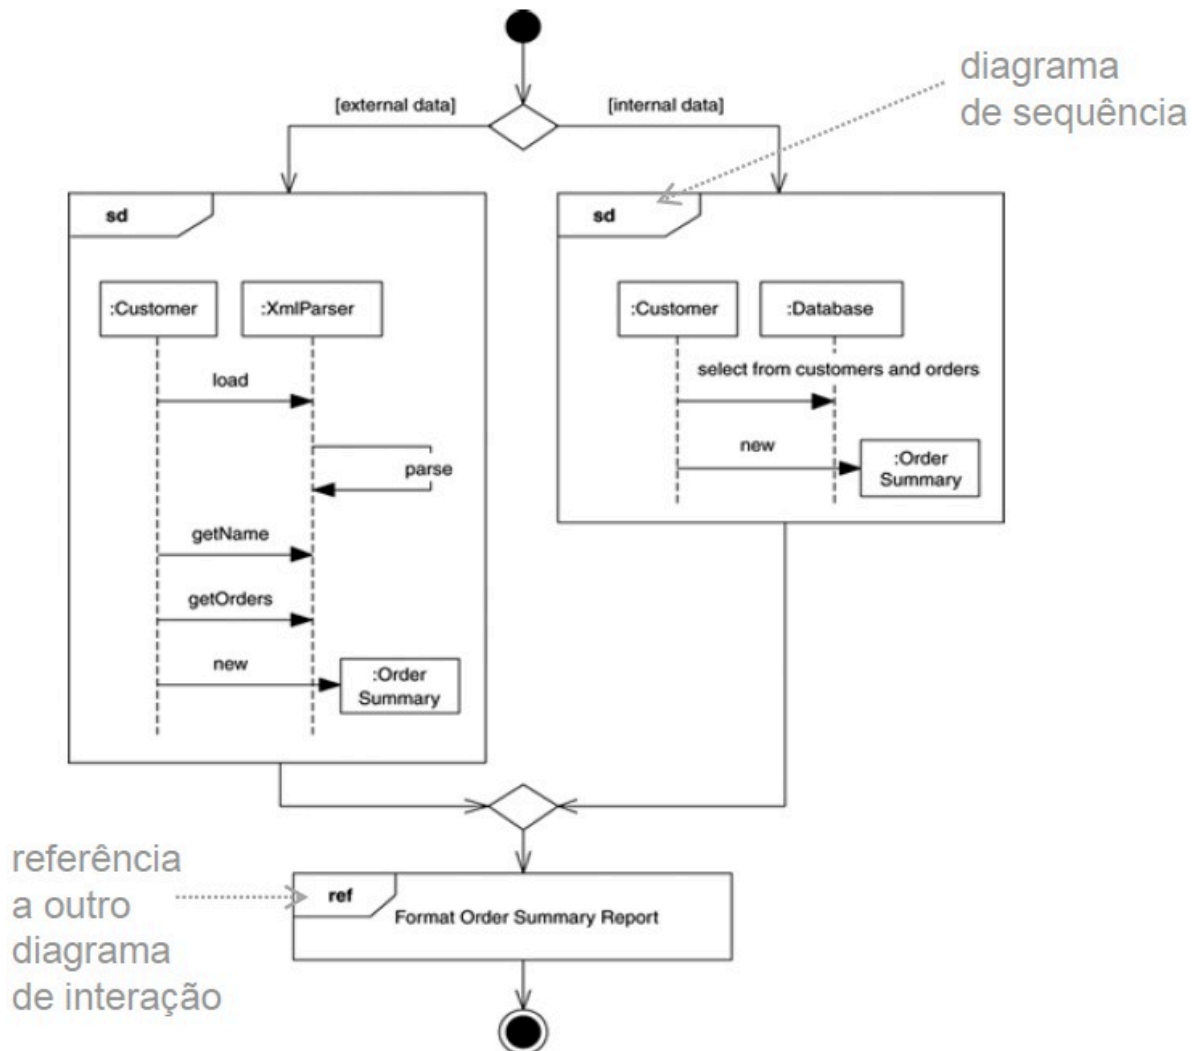 diagrama
de sequência
[external data]
[internal data]
sd
:Customer
:XmlParser
load
parse
getName
getOrders
new
:Order
Summary
sd
:Customer
:Database
select from customers and orders
new
:Order
Summary
referência
a outro
diagrama
de interação
ref
Format Order Summary Report